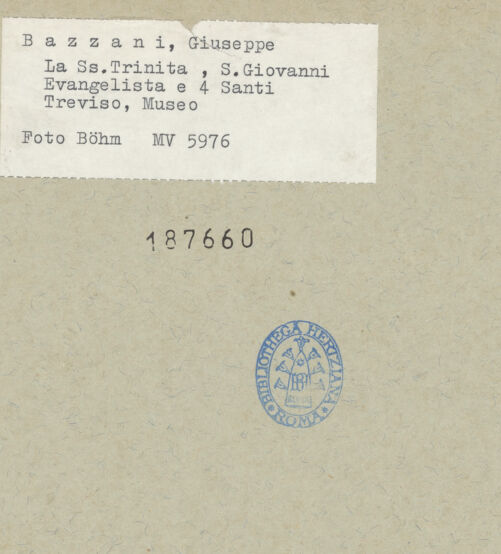 B a z z a n i, Giuseppe
La Ss.Trinita , S.Giovanni
Evangelista e 4 Santi
Treviso, Museo
Foto Böhm MV 5976
187660
BIBLIOTHECA HERTZIANA
ROMA